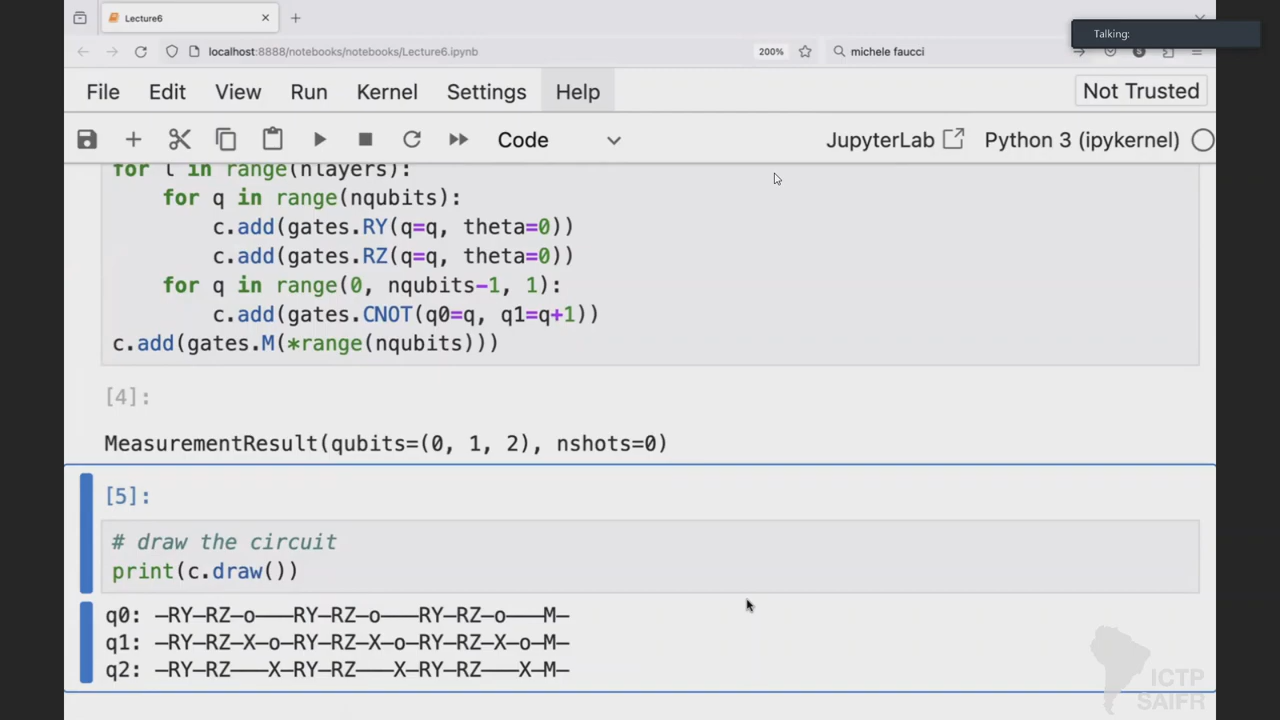 Lecture6
Talking:
localhost:8888/notebooks/notebooks/Lecture6.ipynb
200%
michele faucci
File Edit View Run Kernel Settings Help
Not Trusted
Code
JupyterLab
Python 3 (ipykernel)
for l in range(nlayers):
    for q in range(nqubits):
        c.add(gates.RY(q=q, theta=0))
        c.add(gates.RZ(q=q, theta=0))
    for q in range(0, nqubits-1, 1):
        c.add(gates.CNOT(q0=q, q1=q+1))
c.add(gates.M(*range(nqubits)))
[4]:
MeasurementResult(qubits=(0, 1, 2), nshots=0)
[5]:
# draw the circuit
print(c.draw())
q0: ─RY─RZ─o───RY─RZ─o───RY─RZ─o───M─
q1: ─RY─RZ─X─o─RY─RZ─X─o─RY─RZ─X─o─M─
q2: ─RY─RZ───X─RY─RZ───X─RY─RZ───X─M─
ICTP
SAIFR